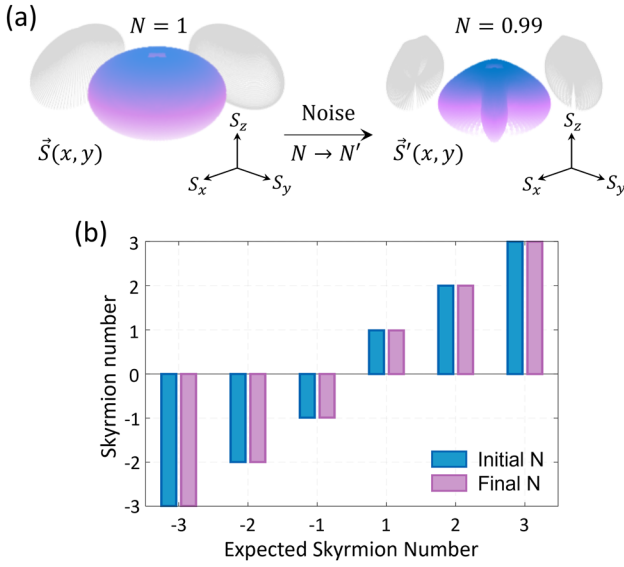 (a)
N = 1
N = 0.99
S⃗(x, y)
S_z
S_x
S_y
Noise
N → N′
S⃗′(x, y)
S_z
S_x
S_y
(b)
Skyrmion number
3
2
1
0
-1
-2
-3
Initial N
Final N
-3 -2 -1 1 2 3
Expected Skyrmion Number